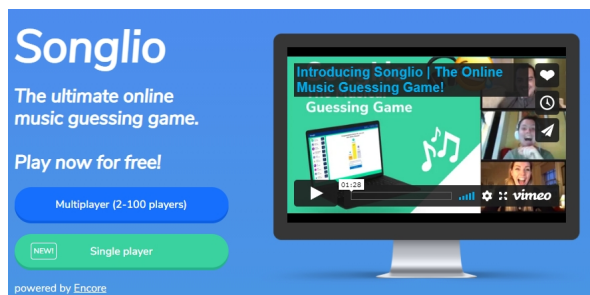 Songlio
The ultimate online
music guessing game.
Play now for free!
Multiplayer (2-100 players)
NEW! Single player
powered by Encore
Introducing Songlio | The Online
Music Guessing Game!
Guessing Game
01:28
vimeo